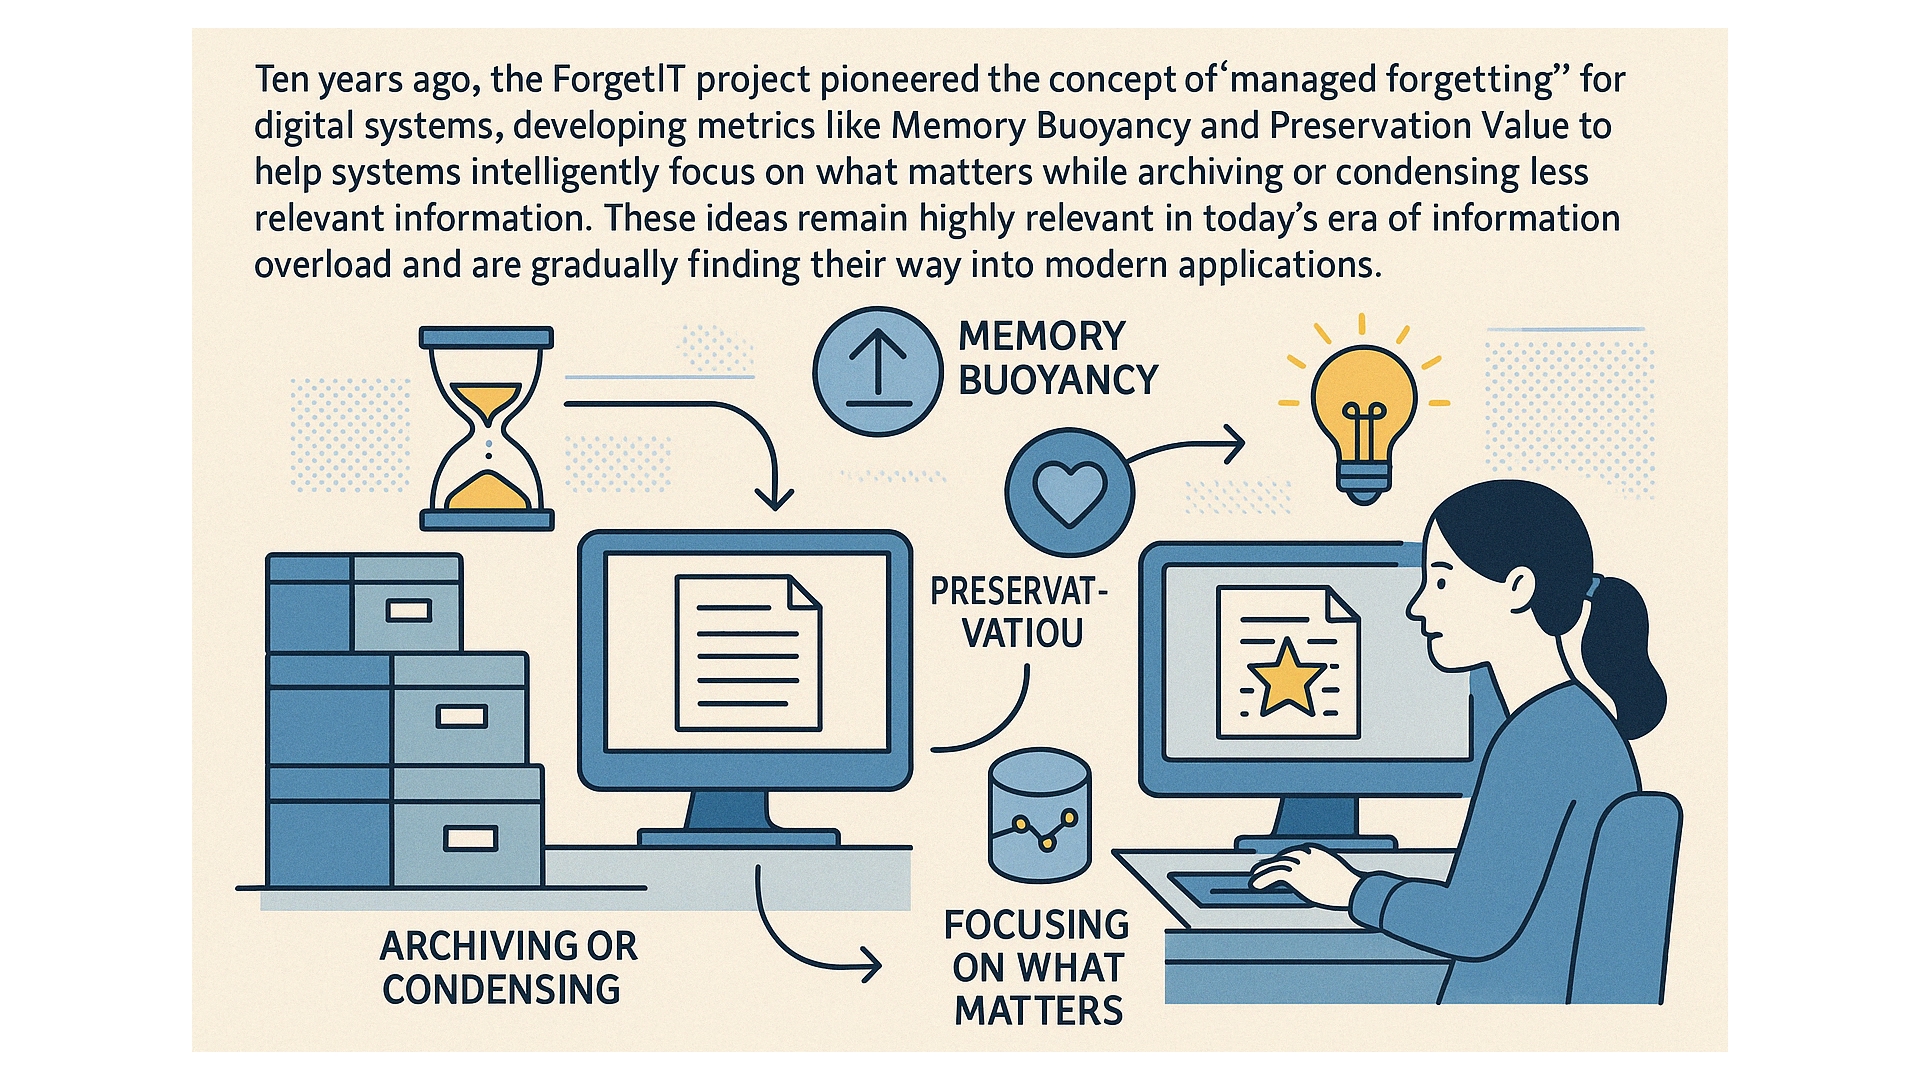 Ten years ago, the ForgetIT project pioneered the concept of ‘managed forgetting” for
digital systems, developing metrics like Memory Buoyancy and Preservation Value to
help systems intelligently focus on what matters while archiving or condensing less
relevant information. These ideas remain highly relevant in today’s era of information
overload and are gradually finding their way into modern applications.
MEMORY
BUOYANCY
PRESERVAT-
VATIOU
ARCHIVING OR
CONDENSING
FOCUSING
ON WHAT
MATTERS